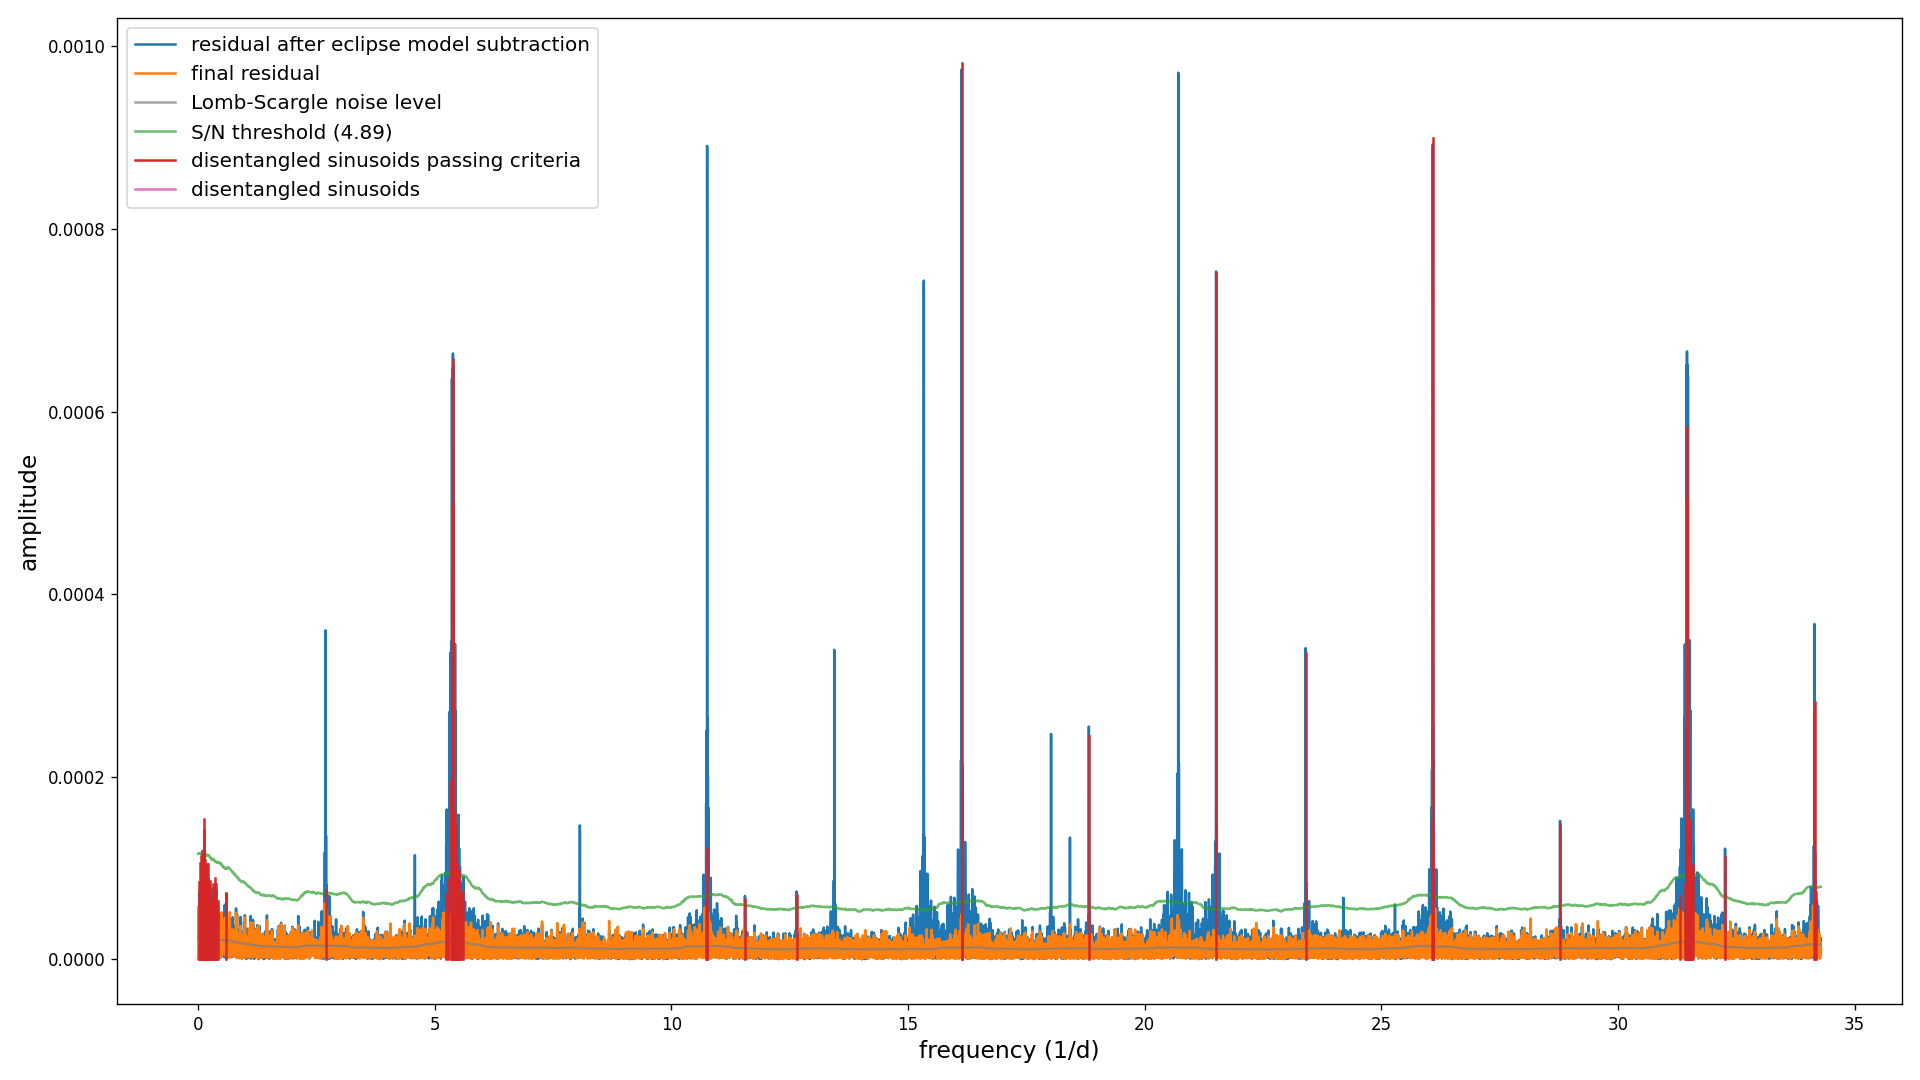 residual after eclipse model subtraction
final residual
Lomb-Scargle noise level
S/N threshold (4.89)
disentangled sinusoids passing criteria
disentangled sinusoids
amplitude
0.0010
0.0008
0.0006
0.0004
0.0002
0.0000
0 5 10 15 20 25 30 35
frequency (1/d)